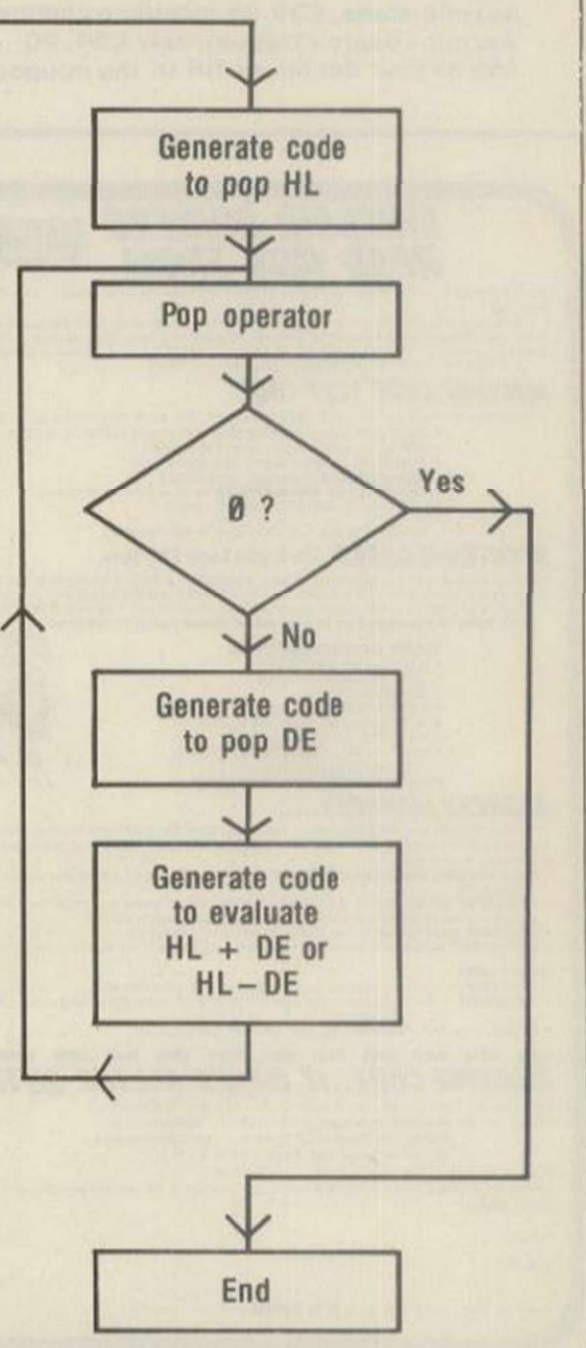 Generate code
to pop HL
Pop operator
Ø ?
Yes
No
Generate code
to pop DE
Generate code
to evaluate
HL + DE or
HL–DE
End